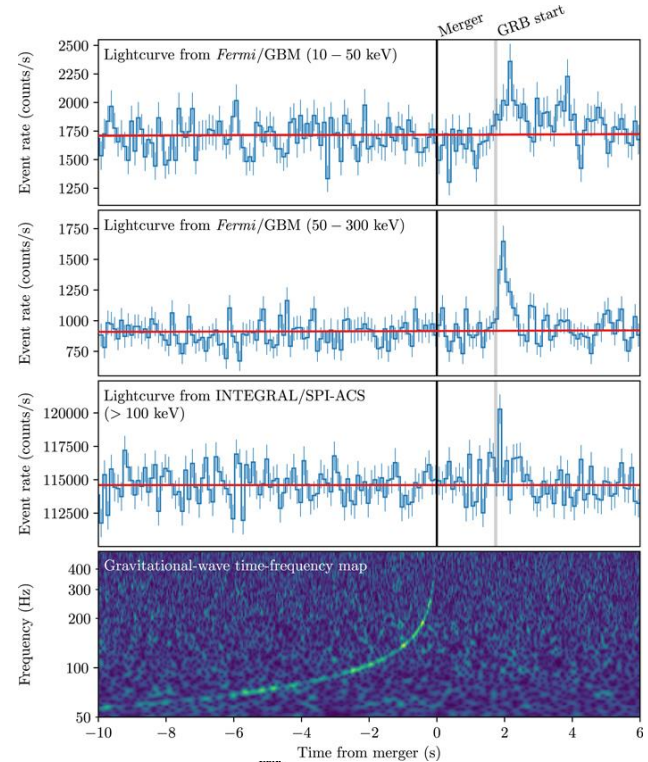 Merger
GRB start
Lightcurve from Fermi/GBM (10 − 50 keV)
Event rate (counts/s)
2500
2250
2000
1750
1500
1250
Lightcurve from Fermi/GBM (50 − 300 keV)
Event rate (counts/s)
1750
1500
1250
1000
750
Lightcurve from INTEGRAL/SPI-ACS
(> 100 keV)
Event rate (counts/s)
120000
117500
115000
112500
Gravitational-wave time-frequency map
Frequency (Hz)
400
300
200
100
50
−10 −8 −6 −4 −2 0 2 4 6
Time from merger (s)